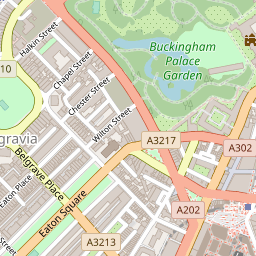 Halkin Street
Buckingham
Palace
Garden
10
Chapel Street
Chester Street
Wilton Street
A3217
A302
gravia
Belgrave Place
Eaton Place
Eaton Square
A202
A3213